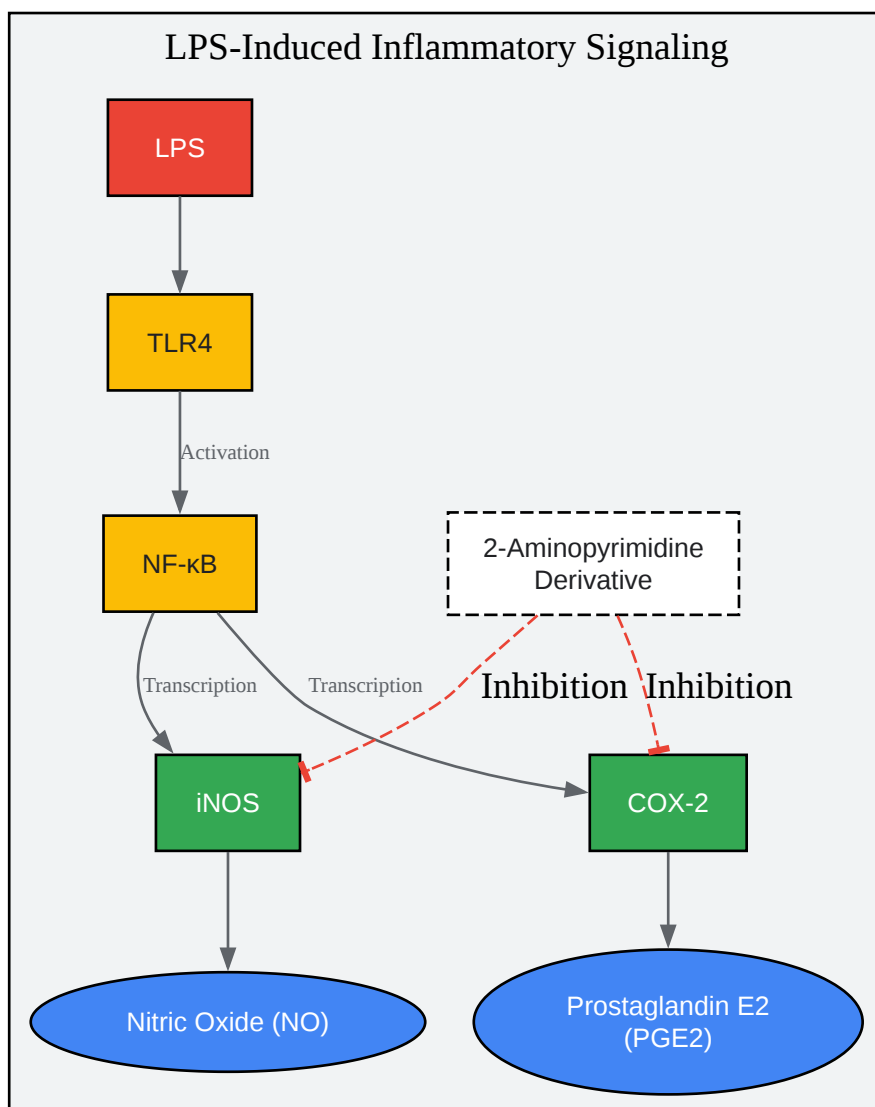 LPS-Induced Inflammatory Signaling
LPS
TLR4
Activation
NF-κB
2-Aminopyrimidine
Derivative
Transcription
Transcription
Inhibition
Inhibition
iNOS
COX-2
Nitric Oxide (NO)
Prostaglandin E2
(PGE2)